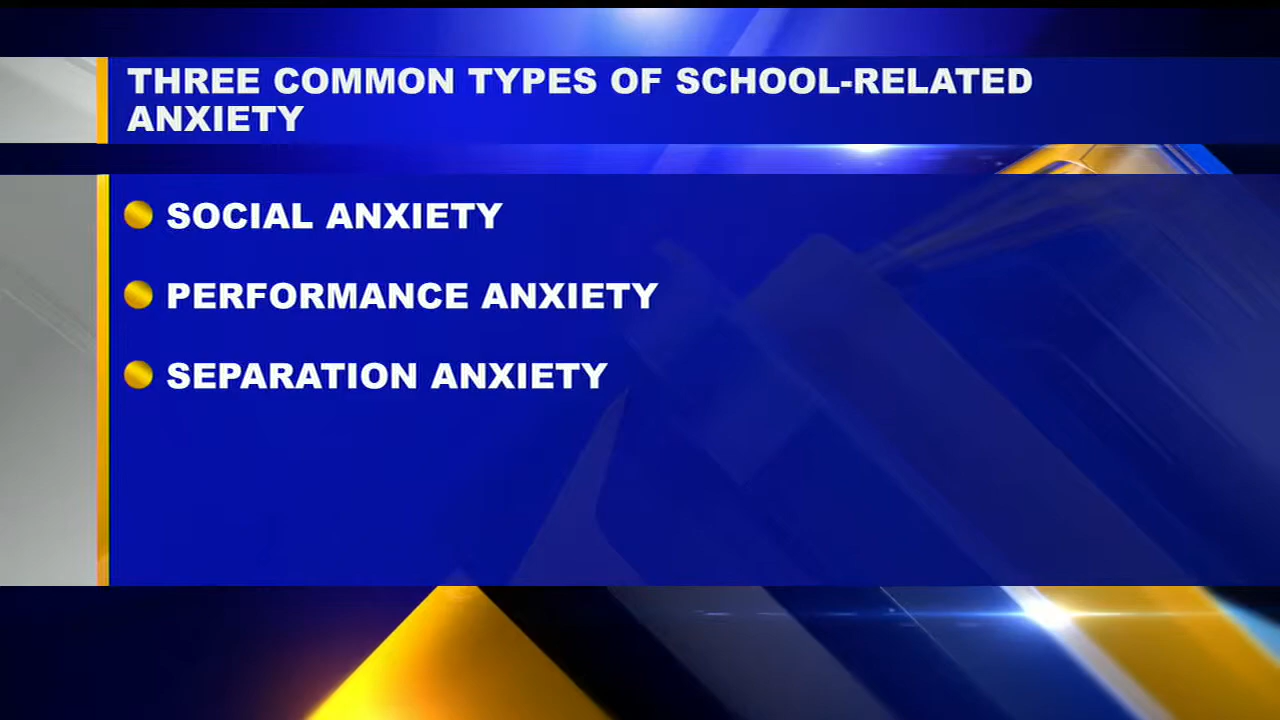 THREE COMMON TYPES OF SCHOOL-RELATED
ANXIETY
SOCIAL ANXIETY
PERFORMANCE ANXIETY
SEPARATION ANXIETY